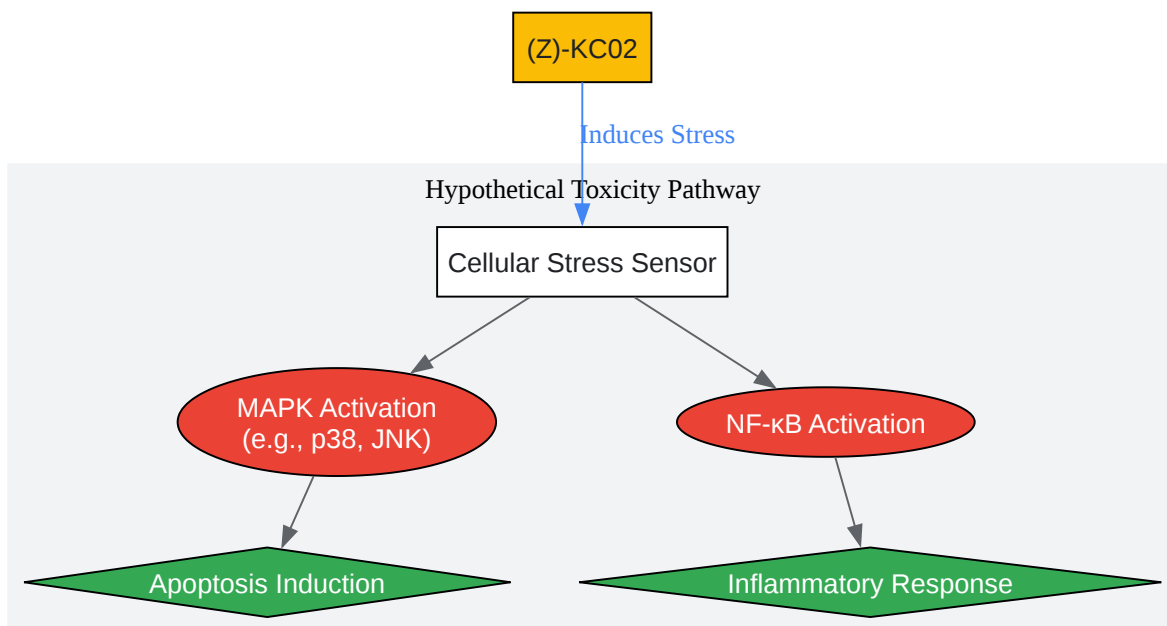 (Z)-KC02
Induces Stress
Hypothetical Toxicity Pathway
Cellular Stress Sensor
MAPK Activation
(e.g., p38, JNK)
NF-κB Activation
Apoptosis Induction
Inflammatory Response